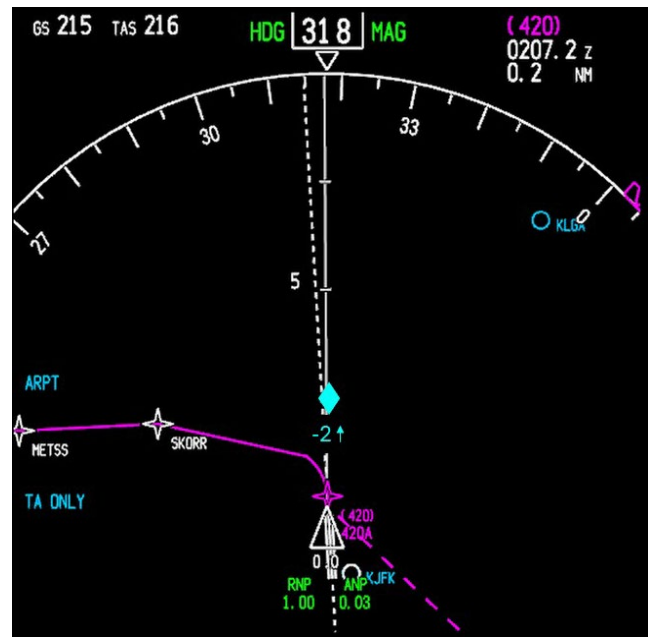 GS 215 TAS 216
HDG 318 MAG
(420)
0207.2 Z
0.2 NM
27
30
33
0
KLGA
5
ARPT
-2↑
METSS
SKORR
TA ONLY
(420)
420A
0.0
KJFK
RNP
1.00
ANP
0.03